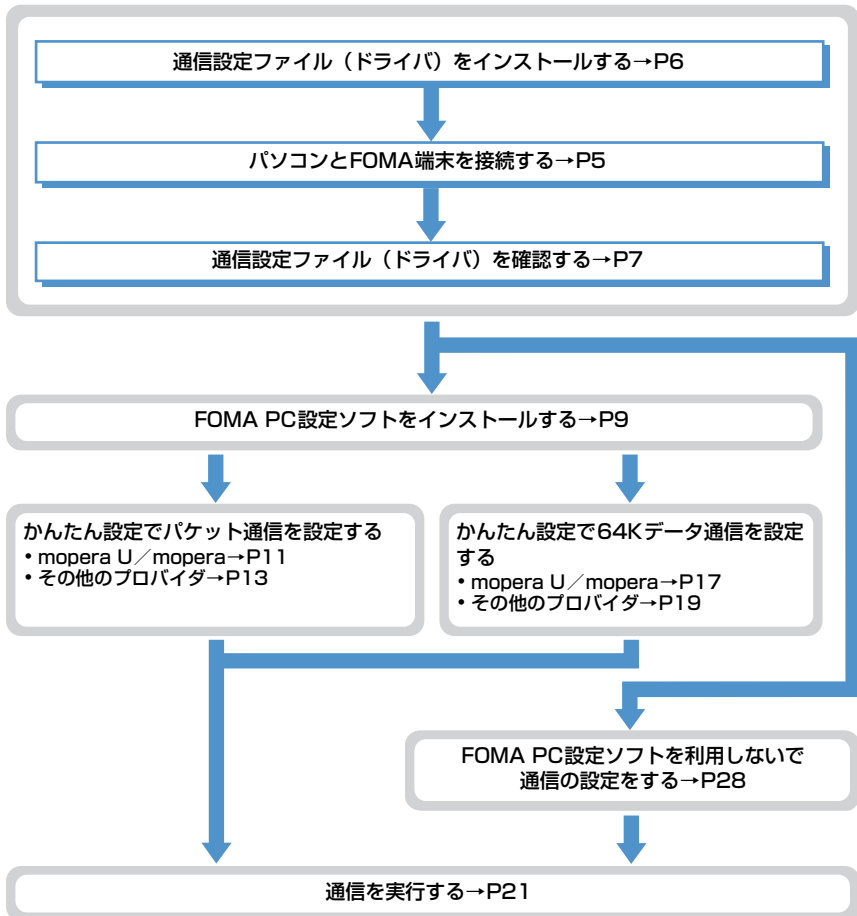 通信設定ファイル（ドライバ）をインストールする→P6
パソコンとFOMA端末を接続する→P5
通信設定ファイル（ドライバ）を確認する→P7
FOMA PC設定ソフトをインストールする→P9
かんたん設定でパケット通信を設定する
• mopera U／mopera→P11
• その他のプロバイダ→P13
かんたん設定で64Kデータ通信を設定
する
• mopera U／mopera→P17
• その他のプロバイダ→P19
FOMA PC設定ソフトを利用しないで
通信の設定をする→P28
通信を実行する→P21